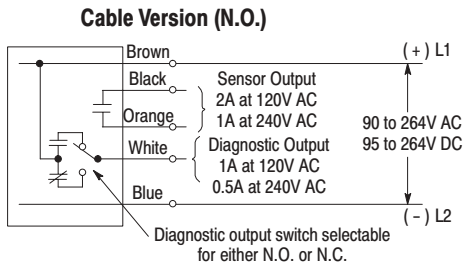 Cable Version (N.O.)
Brown
( + ) L1
Black
Sensor Output
2A at 120V AC
Orange
1A at 240V AC
90 to 264V AC
95 to 264V DC
White
Diagnostic Output
1A at 120V AC
0.5A at 240V AC
Blue
( – ) L2
Diagnostic output switch selectable
for either N.O. or N.C.